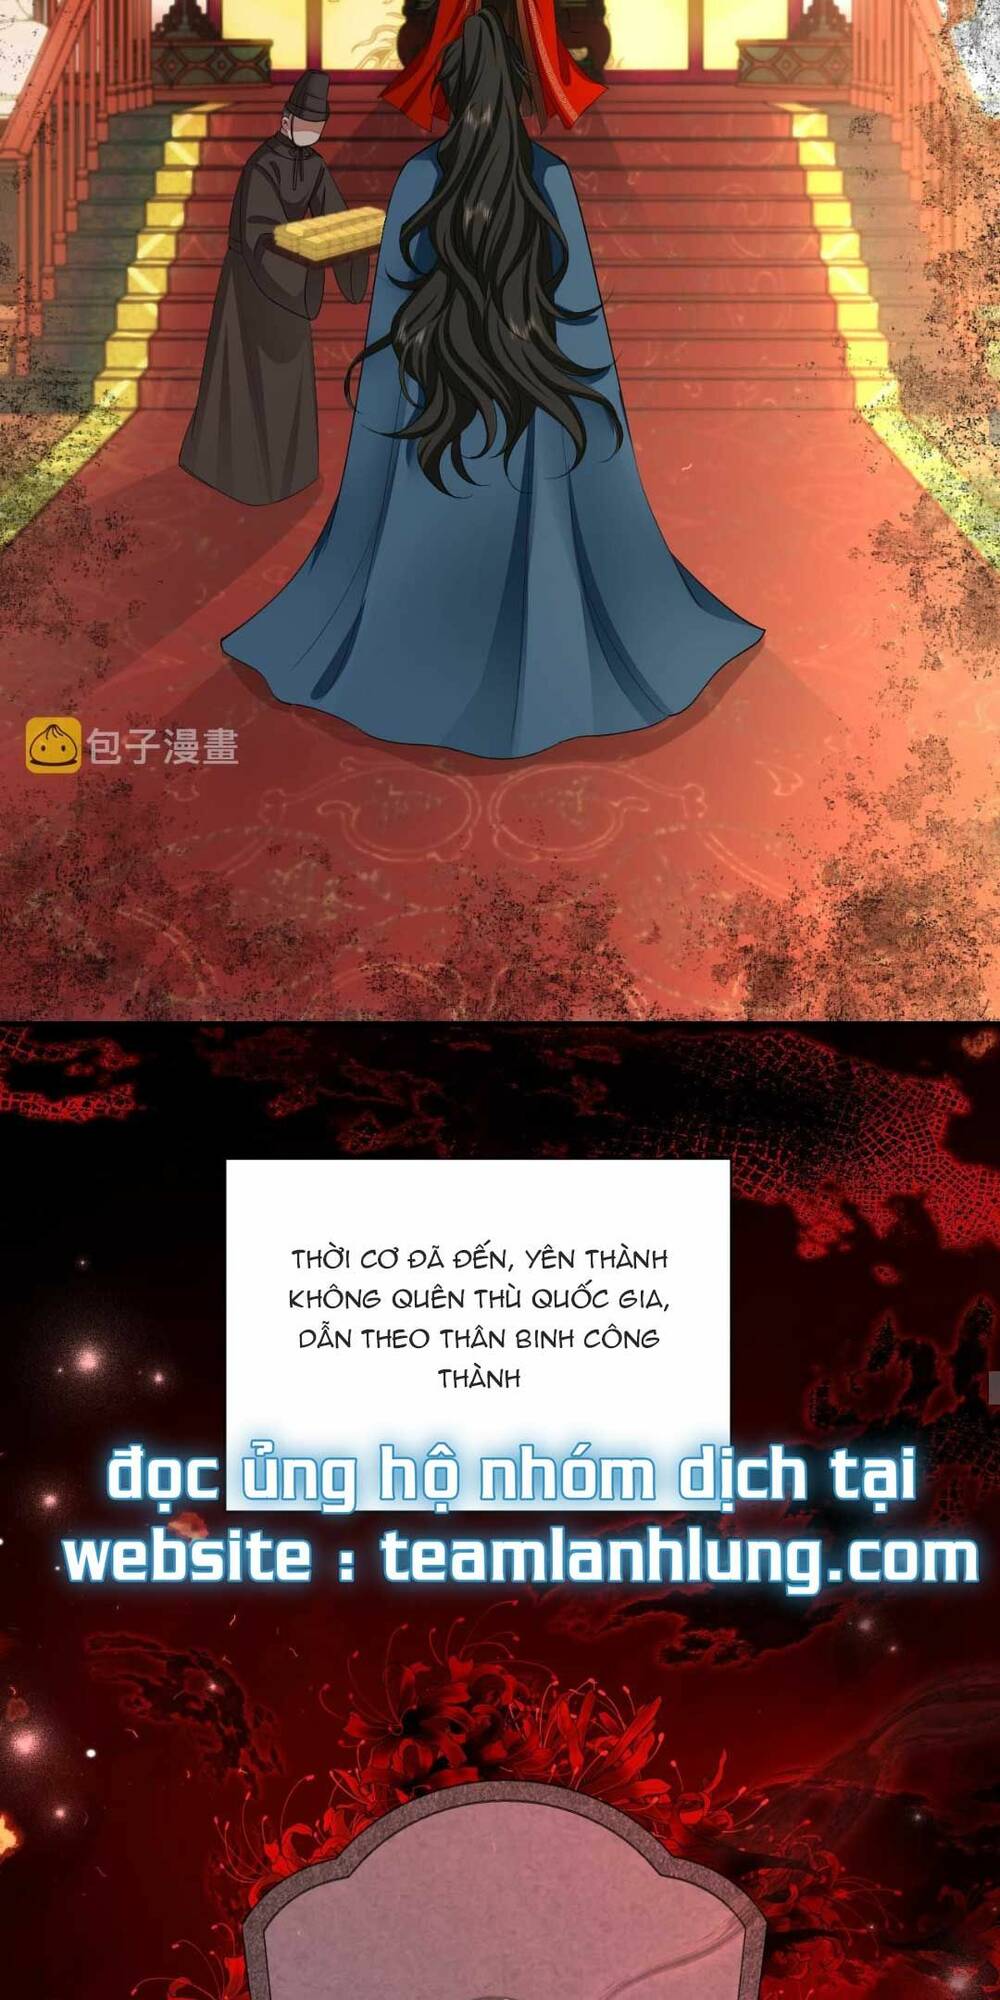 包子漫畫
THỜI CƠ ĐÃ ĐẾN, YÊN THÀNH
KHÔNG QUÊN THÙ QUỐC GIA,
DẪN THEO THÂN BINH CÔNG
THÀNH
đọc ủng hộ nhóm dịch tại
website : teamlanhlung.com